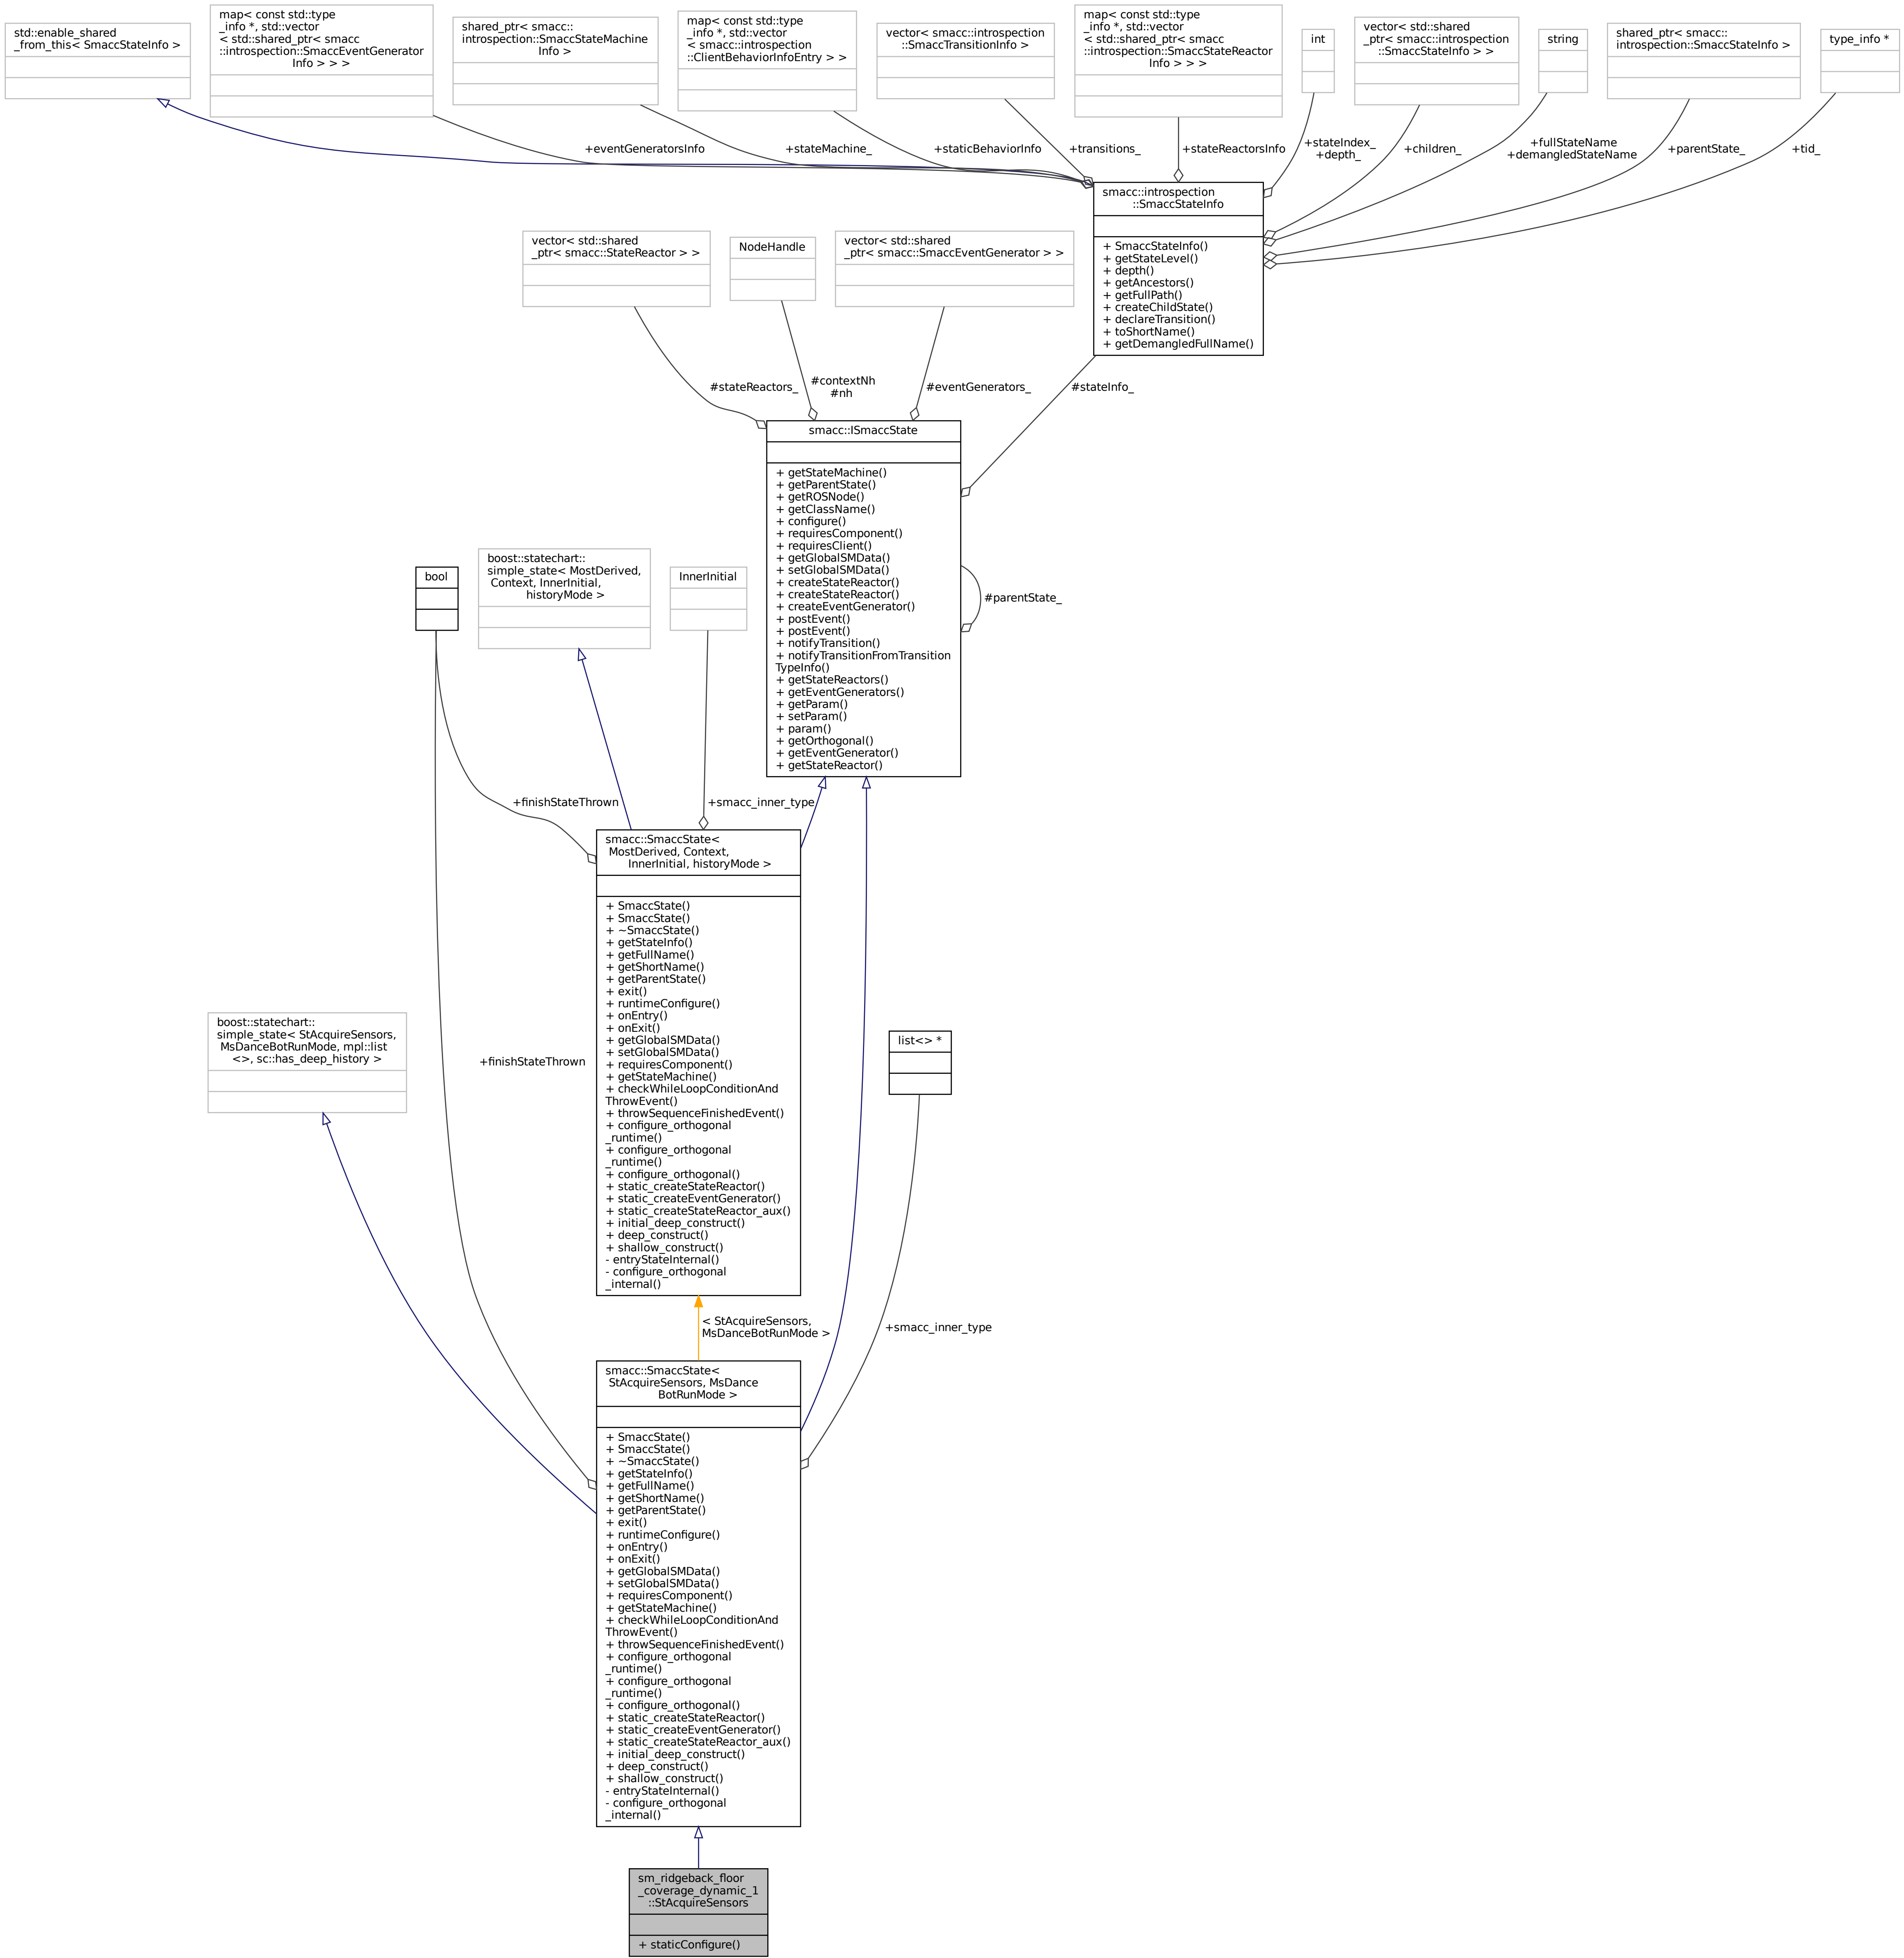 std::enable_shared
_from_this< SmaccStateInfo >
map< const std::type
_info *, std::vector
< std::shared_ptr< smacc
::introspection::SmaccEventGenerator
Info > > >
shared_ptr< smacc::
introspection::SmaccStateMachine
Info >
map< const std::type
_info *, std::vector
< smacc::introspection
::ClientBehaviorInfoEntry > >
vector< smacc::introspection
::SmaccTransitionInfo >
map< const std::type
_info *, std::vector
< std::shared_ptr< smacc
::introspection::SmaccStateReactor
Info > > >
int
vector< std::shared
_ptr< smacc::introspection
::SmaccStateInfo > >
string
shared_ptr< smacc::
introspection::SmaccStateInfo >
type_info *
+eventGeneratorsInfo
+stateMachine_
+staticBehaviorInfo
+transitions_
+stateReactorsInfo
+stateIndex_
+depth_
+children_
+fullStateName
+demangledStateName
+parentState_
+tid_
smacc::introspection
::SmaccStateInfo
+ SmaccStateInfo()
+ getStateLevel()
+ depth()
+ getAncestors()
+ getFullPath()
+ createChildState()
+ declareTransition()
+ toShortName()
+ getDemangledFullName()
vector< std::shared
_ptr< smacc::StateReactor > >
NodeHandle
vector< std::shared
_ptr< smacc::SmaccEventGenerator > >
#stateReactors_
#contextNh
#nh
#eventGenerators_
#stateInfo_
smacc::ISmaccState
+ getStateMachine()
+ getParentState()
+ getROSNode()
+ getClassName()
+ configure()
+ requiresComponent()
+ requiresClient()
+ getGlobalSMData()
+ setGlobalSMData()
+ createStateReactor()
+ createStateReactor()
+ createEventGenerator()
+ postEvent()
+ postEvent()
+ notifyTransition()
+ notifyTransitionFromTransition
TypeInfo()
+ getStateReactors()
+ getEventGenerators()
+ getParam()
+ setParam()
+ param()
+ getOrthogonal()
+ getEventGenerator()
+ getStateReactor()
#parentState_
bool
boost::statechart::
simple_state< MostDerived,
Context, InnerInitial,
historyMode >
InnerInitial
+finishStateThrown
+smacc_inner_type
smacc::SmaccState<
MostDerived, Context,
InnerInitial, historyMode >
+ SmaccState()
+ SmaccState()
+ ~SmaccState()
+ getStateInfo()
+ getFullName()
+ getShortName()
+ getParentState()
+ exit()
+ runtimeConfigure()
+ onEntry()
+ onExit()
+ getGlobalSMData()
+ setGlobalSMData()
+ requiresComponent()
+ getStateMachine()
+ checkWhileLoopConditionAnd
ThrowEvent()
+ throwSequenceFinishedEvent()
+ configure_orthogonal
_runtime()
+ configure_orthogonal
_runtime()
+ configure_orthogonal()
+ static_createStateReactor()
+ static_createEventGenerator()
+ static_createStateReactor_aux()
+ initial_deep_construct()
+ deep_construct()
+ shallow_construct()
- entryStateInternal()
- configure_orthogonal
_internal()
boost::statechart::
simple_state< StAcquireSensors,
MsDanceBotRunMode, mpl::list
<>, sc::has_deep_history >
+finishStateThrown
list<> *
< StAcquireSensors,
MsDanceBotRunMode >
+smacc_inner_type
smacc::SmaccState<
StAcquireSensors, MsDance
BotRunMode >
+ SmaccState()
+ SmaccState()
+ ~SmaccState()
+ getStateInfo()
+ getFullName()
+ getShortName()
+ getParentState()
+ exit()
+ runtimeConfigure()
+ onEntry()
+ onExit()
+ getGlobalSMData()
+ setGlobalSMData()
+ requiresComponent()
+ getStateMachine()
+ checkWhileLoopConditionAnd
ThrowEvent()
+ throwSequenceFinishedEvent()
+ configure_orthogonal
_runtime()
+ configure_orthogonal
_runtime()
+ configure_orthogonal()
+ static_createStateReactor()
+ static_createEventGenerator()
+ static_createStateReactor_aux()
+ initial_deep_construct()
+ deep_construct()
+ shallow_construct()
- entryStateInternal()
- configure_orthogonal
_internal()
sm_ridgeback_floor
_coverage_dynamic_1
::StAcquireSensors
+ staticConfigure()